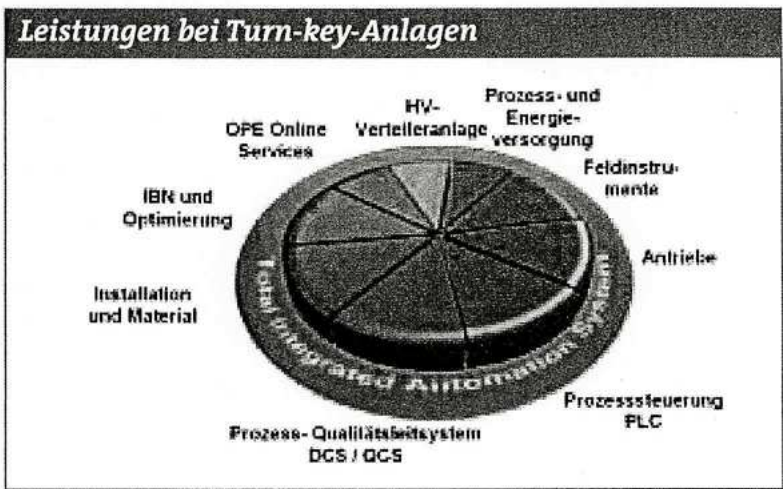 Leistungen bei Turn-key-Anlagen
HV-
Verteileranlage
Prozess- und
Energie-
versorgung
Feldinstru-
mente
Antriebe
Prozesssteuerung
PLC
Prozess- Qualitätsleitsystem
DCS / QCS
Installation
und Material
IBN und
Optimierung
OPE Online
Services
Total Integrated Automation System